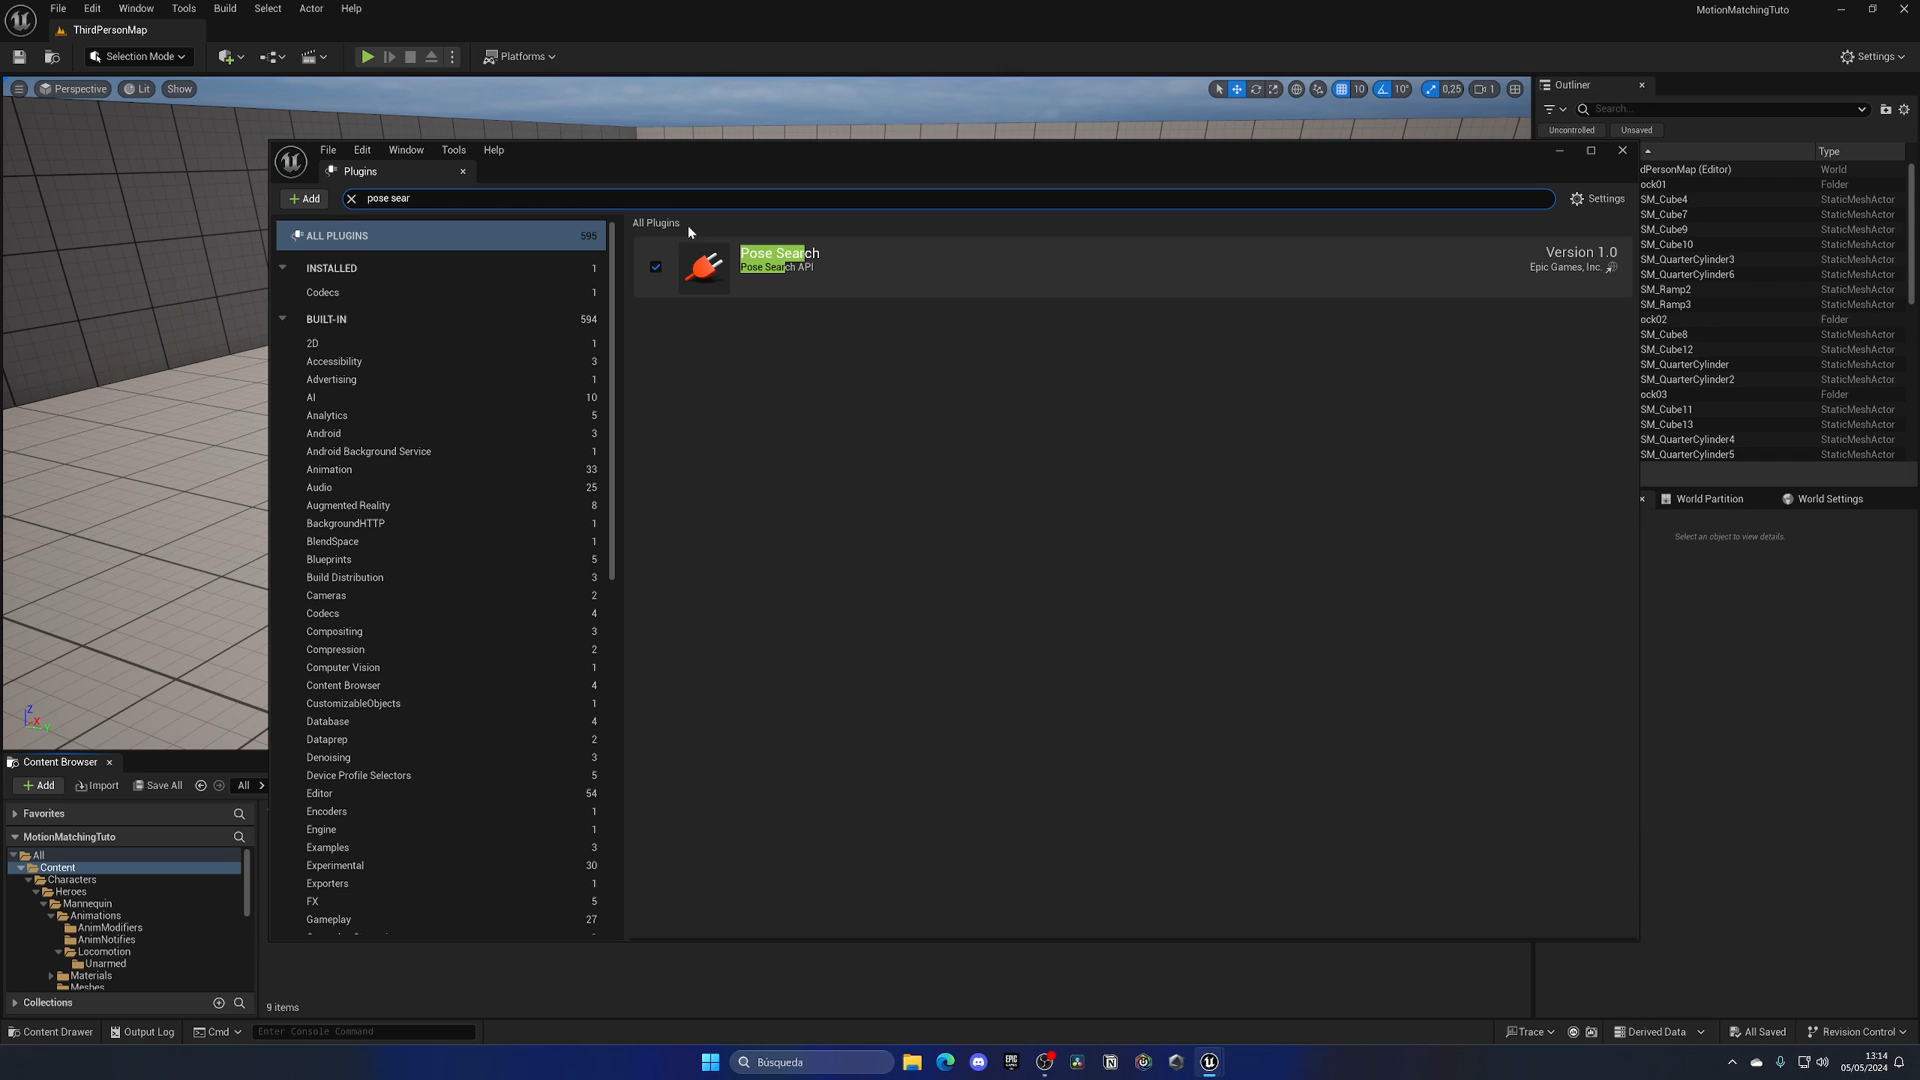 File Edit Window Tools Build Select Actor Help
MotionMatchingTuto
ThirdPersonMap
Selection Mode
Platforms
Settings
Perspective Lit Show
10 10° 0,25 1
Outliner
Search...
Uncontrolled Unsaved
Type
dPersonMap (Editor) World
ock01 Folder
SM_Cube4 StaticMeshActor
SM_Cube7 StaticMeshActor
SM_Cube9 StaticMeshActor
SM_Cube10 StaticMeshActor
SM_QuarterCylinder3 StaticMeshActor
SM_QuarterCylinder6 StaticMeshActor
SM_Ramp2 StaticMeshActor
SM_Ramp3 StaticMeshActor
ock02 Folder
SM_Cube8 StaticMeshActor
SM_Cube12 StaticMeshActor
SM_QuarterCylinder StaticMeshActor
SM_QuarterCylinder2 StaticMeshActor
ock03 Folder
SM_Cube11 StaticMeshActor
SM_Cube13 StaticMeshActor
SM_QuarterCylinder4 StaticMeshActor
SM_QuarterCylinder5 StaticMeshActor
World Partition World Settings
Select an object to view details.
File Edit Window Tools Help
Plugins
Add
pose sear
Settings
ALL PLUGINS 595
INSTALLED 1
Codecs 1
BUILT-IN 594
2D 1
Accessibility 3
Advertising 1
AI 10
Analytics 5
Android 3
Android Background Service 1
Animation 33
Audio 25
Augmented Reality 8
BackgroundHTTP 1
BlendSpace 1
Blueprints 5
Build Distribution 3
Cameras 2
Codecs 4
Compositing 3
Compression 2
Computer Vision 1
Content Browser 4
CustomizableObjects 1
Database 4
Dataprep 2
Denoising 3
Device Profile Selectors 5
Editor 54
Encoders 1
Engine 1
Examples 3
Experimental 30
Exporters 1
FX 5
Gameplay 27
All Plugins
Pose Search
Pose Search API
Version 1.0
Epic Games, Inc.
Z
X
Y
Content Browser
Add Import Save All All
Favorites
MotionMatchingTuto
All
Content
Characters
Heroes
Mannequin
Animations
AnimModifiers
AnimNotifies
Locomotion
Unarmed
Materials
Meshes
Collections
9 items
Content Drawer Output Log Cmd Enter Console Command
Trace Derived Data All Saved Revision Control
Búsqueda
EPIC GAMES
13:14
05/05/2024